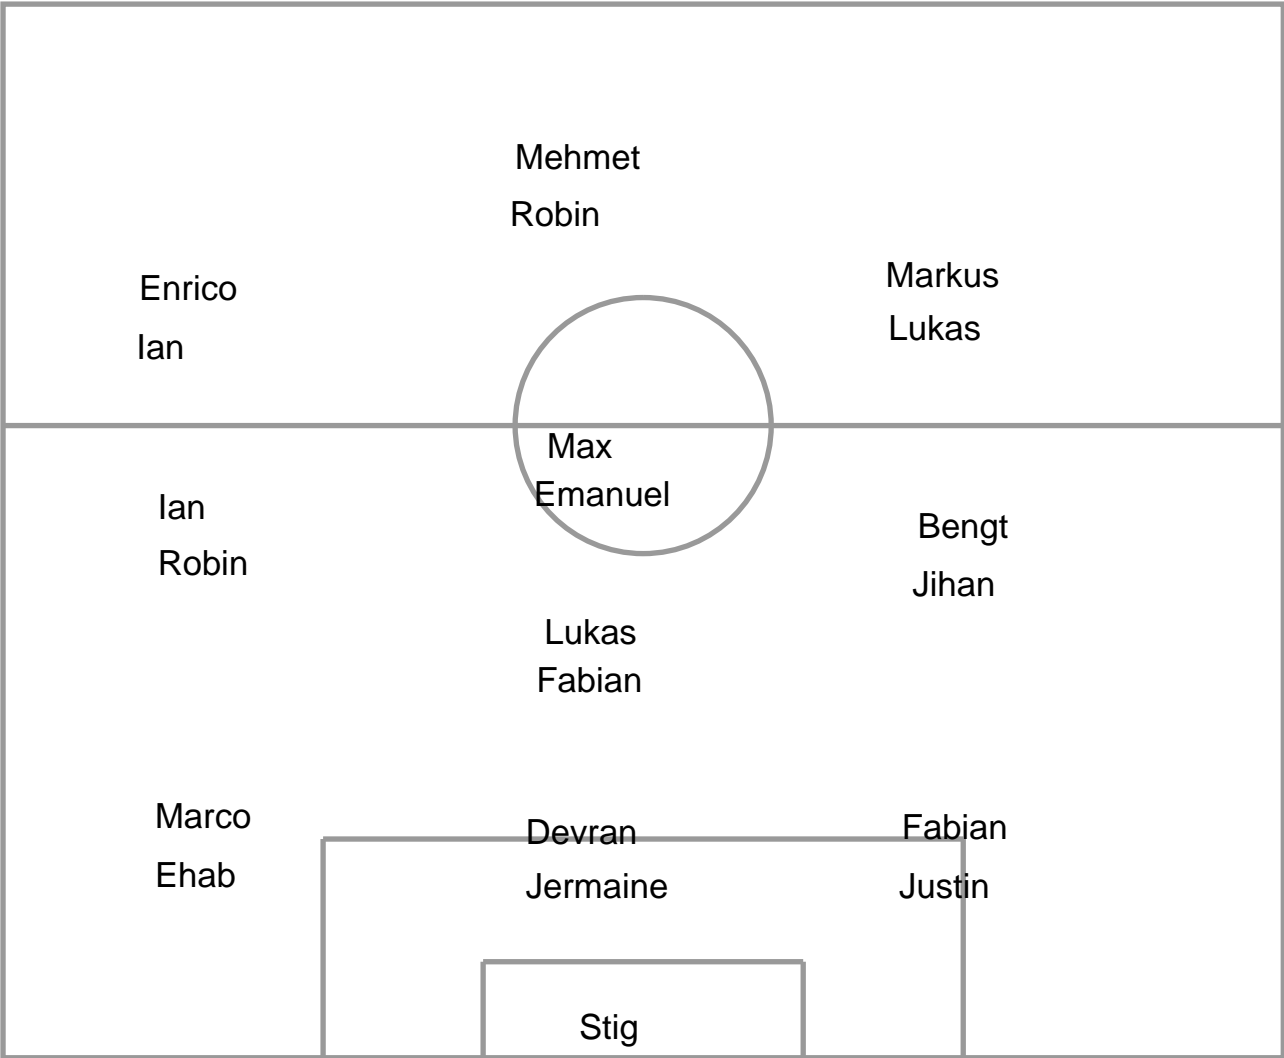 Mehmet
Robin
Enrico
Ian
Markus
Lukas
Max
Emanuel
Ian
Robin
Bengt
Jihan
Lukas
Fabian
Marco
Ehab
Devran
Jermaine
Fabian
Justin
Stig